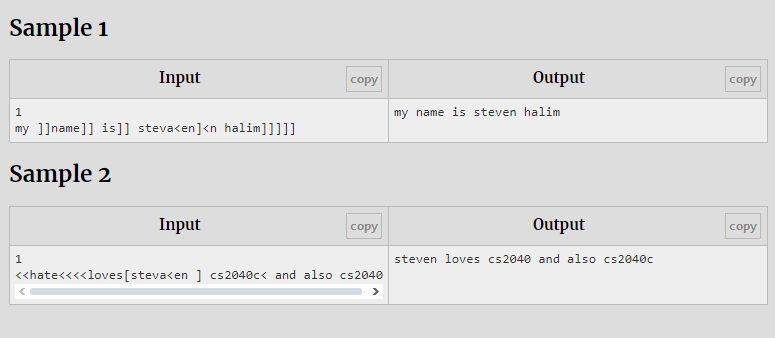 Sample 1
Input copy Output copy
1
my ]]name]] is]] steva<en]<n halim]]]]]
my name is steven halim
Sample 2
Input copy Output copy
1
<<hate<<<<loves[steva<en ] cs2040c< and also cs2040
steven loves cs2040 and also cs2040c